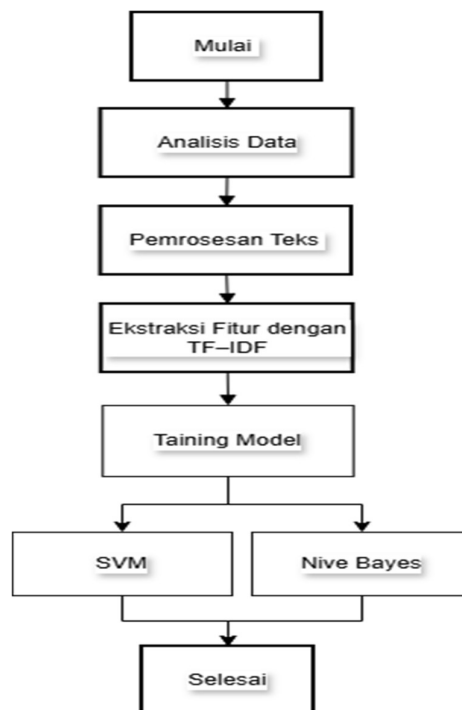 Mulai
Analisis Data
Pemrosesan Teks
Ekstraksi Fitur dengan
TF–IDF
Taining Model
SVM
Nive Bayes
Selesai